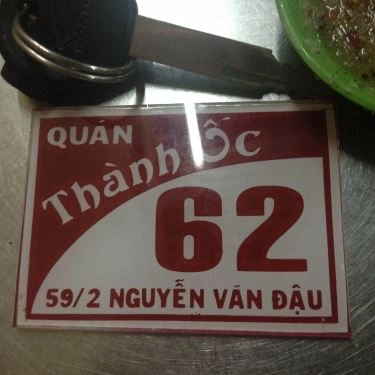 QUÁN
Thành Ốc
62
59/2 NGUYỄN VĂN ĐẬU